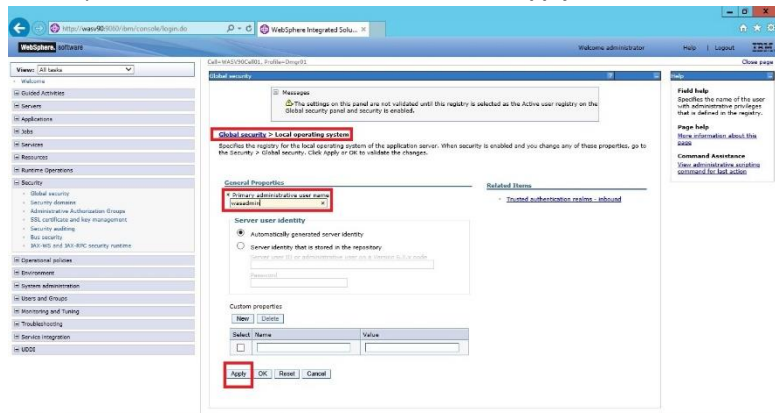 http://wasv90:9060/ibm/console/login.do
WebSphere Integrated Solu...
WebSphere. software
Welcome administrator
Help | Logout
IBM
Cell=WASV90Cell01, Profile=Dmgr01
Close page
View: All tasks
Welcome
Guided Activities
Servers
Applications
Jobs
Services
Resources
Runtime Operations
Security
Global security
Security domains
Administrative Authorization Groups
SSL certificate and key management
Security auditing
Bus security
JAX-WS and JAX-RPC security runtime
Operational policies
Environment
System administration
Users and Groups
Monitoring and Tuning
Troubleshooting
Service integration
UDDI
Global security
Messages
The settings on this panel are not validated until this registry is selected as the Active user registry on the
Global security panel and security is enabled.
Global security > Local operating system
Specifies the registry for the local operating system of the application server. When security is enabled and you change any of these properties, go to
the Security > Global security. Click Apply or OK to validate the changes.
General Properties
* Primary administrative user name
wasadmin
Server user identity
Automatically generated server identity
Server identity that is stored in the repository
Server user ID or administrative user on a Version 6.0.x node
Password
Custom properties
New Delete
Select Name Value
Apply OK Reset Cancel
Related Items
Trusted authentication realms - inbound
Help
Field help
Specifies the name of the user
with administrative privileges
that is defined in the registry.
Page help
More information about this
page
Command Assistance
View administrative scripting
command for last action